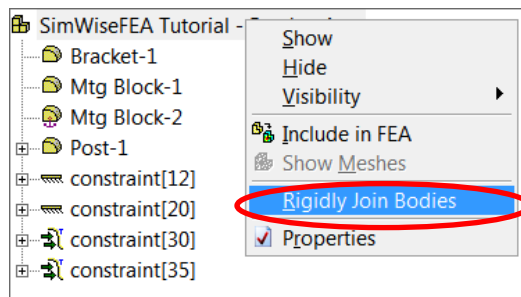 SimWiseFEA Tutorial -
Bracket-1
Mtg Block-1
Mtg Block-2
Post-1
constraint[12]
constraint[20]
constraint[30]
constraint[35]
Show
Hide
Visibility
Include in FEA
Show Meshes
Rigidly Join Bodies
Properties